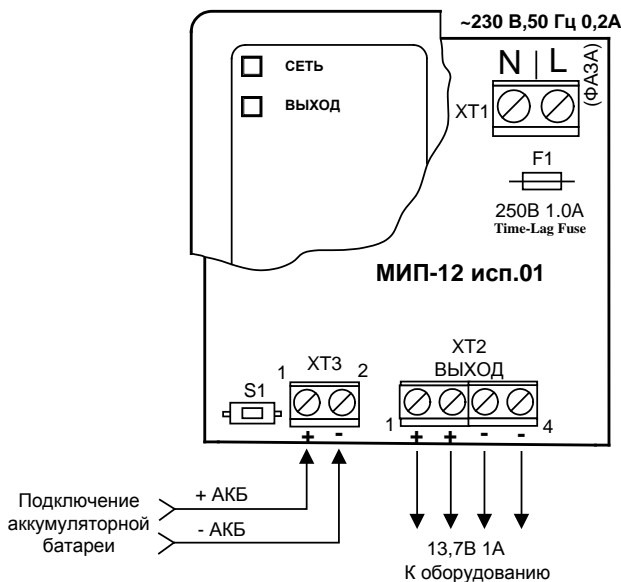 ~230 В,50 Гц 0,2А
СЕТЬ
ВЫХОД
N | L
(ФАЗА)
XT1
F1
250В 1.0А
Time-Lag Fuse
МИП-12 исп.01
XT3
1 2
S1
+ -
XT2
ВЫХОД
1 4
+ + - -
Подключение
аккумуляторной
батареи
+ АКБ
- АКБ
13,7В 1А
К оборудованию